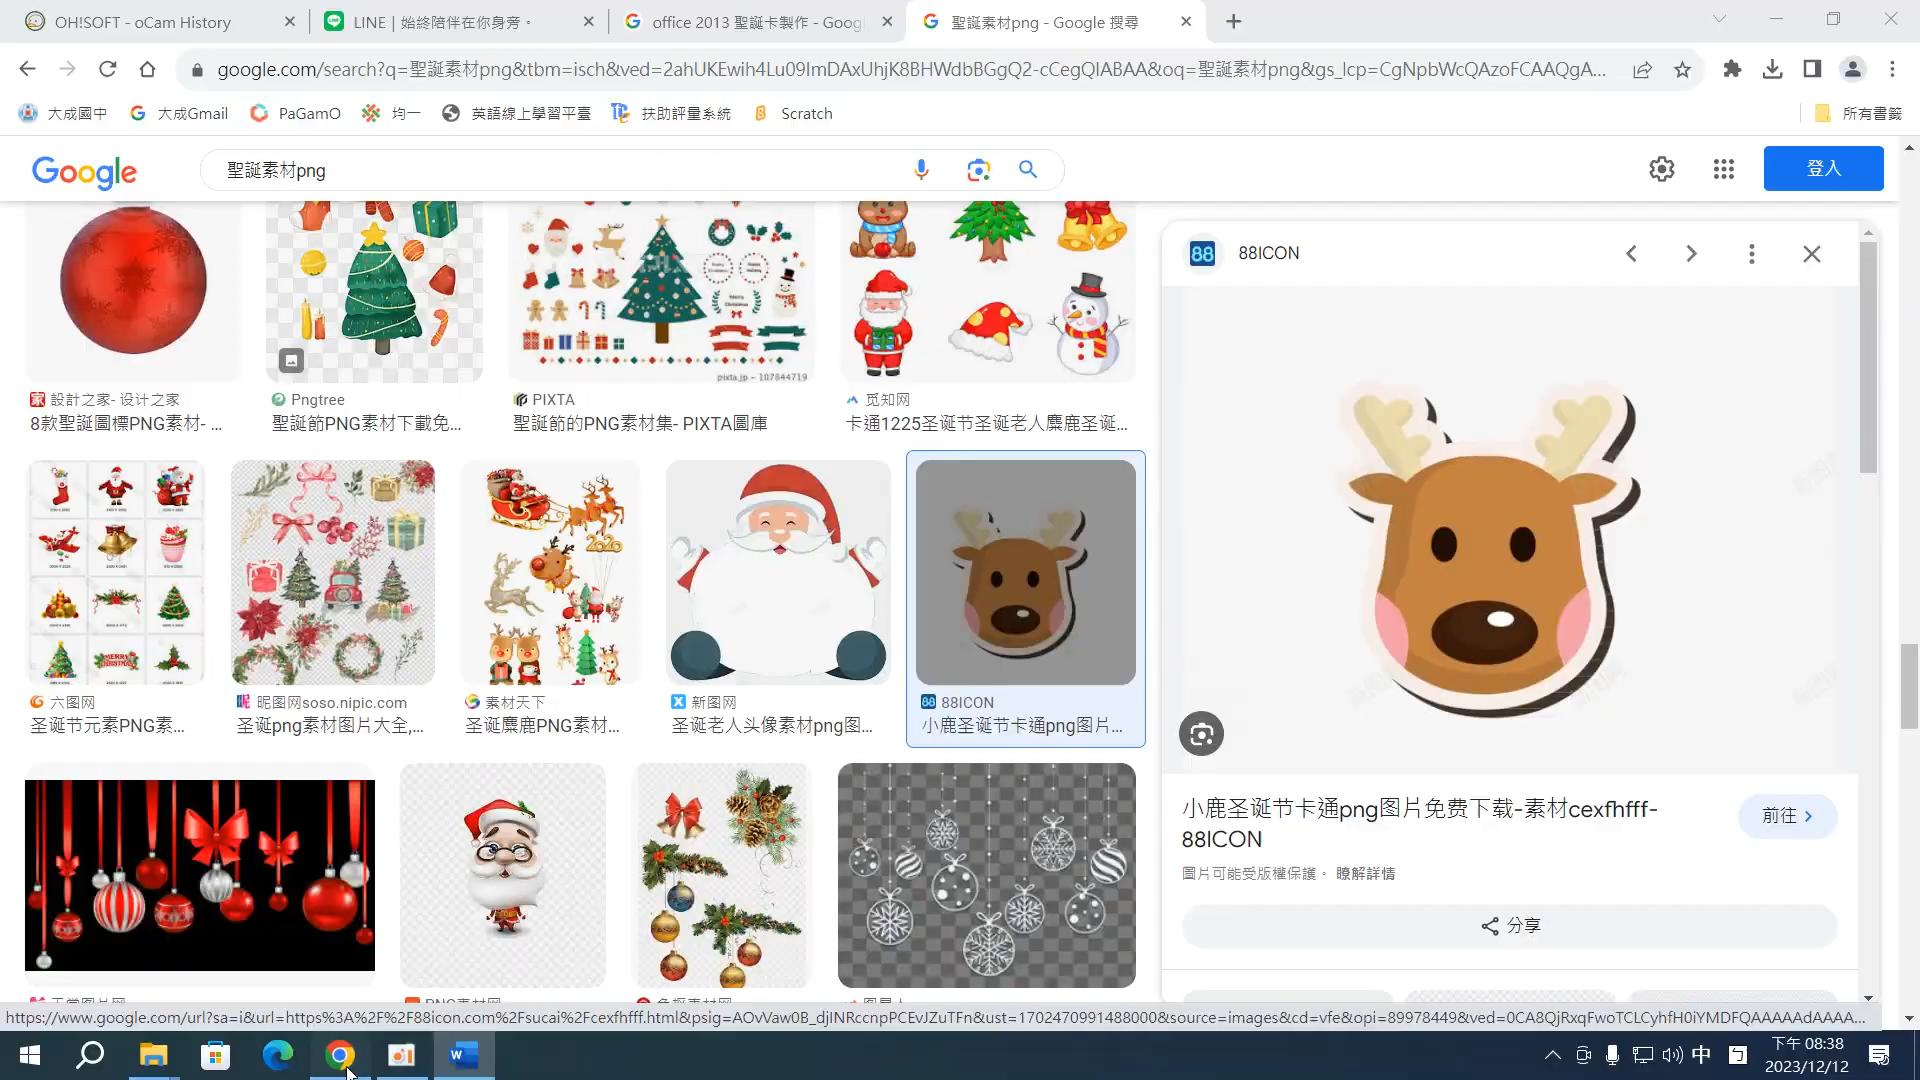 OH!SOFT - oCam History
LINE | 始終陪伴在你身旁。
office 2013 聖誕卡製作 - Goog
聖誕素材png - Google 搜尋
google.com/search?q=聖誕素材png&tbm=isch&ved=2ahUKEwih4Lu09ImDAxUhjK8BHWdbBGgQ2-cCegQIABAA&oq=聖誕素材png&gs_lcp=CgNpbWcQAzoFCAAQgA...
大成國中
大成Gmail
PaGamO
均一
英語線上學習平臺
扶助評量系統
Scratch
所有書籤
Google
聖誕素材png
登入
88 88ICON
pixta.jp - 107844719
設計之家- 设计之家
8款聖誕圖標PNG素材- ...
Pngtree
聖誕節PNG素材下載免...
PIXTA
聖誕節的PNG素材集- PIXTA圖庫
觅知网
卡通1225圣诞节圣诞老人麋鹿圣诞...
2020
MERRY CHRISTMAS
六图网
圣诞节元素PNG素...
昵图网soso.nipic.com
圣诞png素材图片大全,...
素材天下
圣诞麋鹿PNG素材...
新图网
圣诞老人头像素材png图...
88 88ICON
小鹿圣诞节卡通png图片...
小鹿圣诞节卡通png图片免费下载-素材cexfhfff-
88ICON
前往
圖片可能受版權保護。 瞭解詳情
分享
https://www.google.com/url?sa=i&url=https%3A%2F%2F88icon.com%2Fsucai%2Fcexfhfff.html&psig=AOvVaw0B_djINRccnpPCEvJZuTFn&ust=1702470991488000&source=images&cd=vfe&opi=89978449&ved=0CA8QjRxqFwoTCLCyhfH0iYMDFQAAAAAdAAAA...
中
下午 08:38
2023/12/12